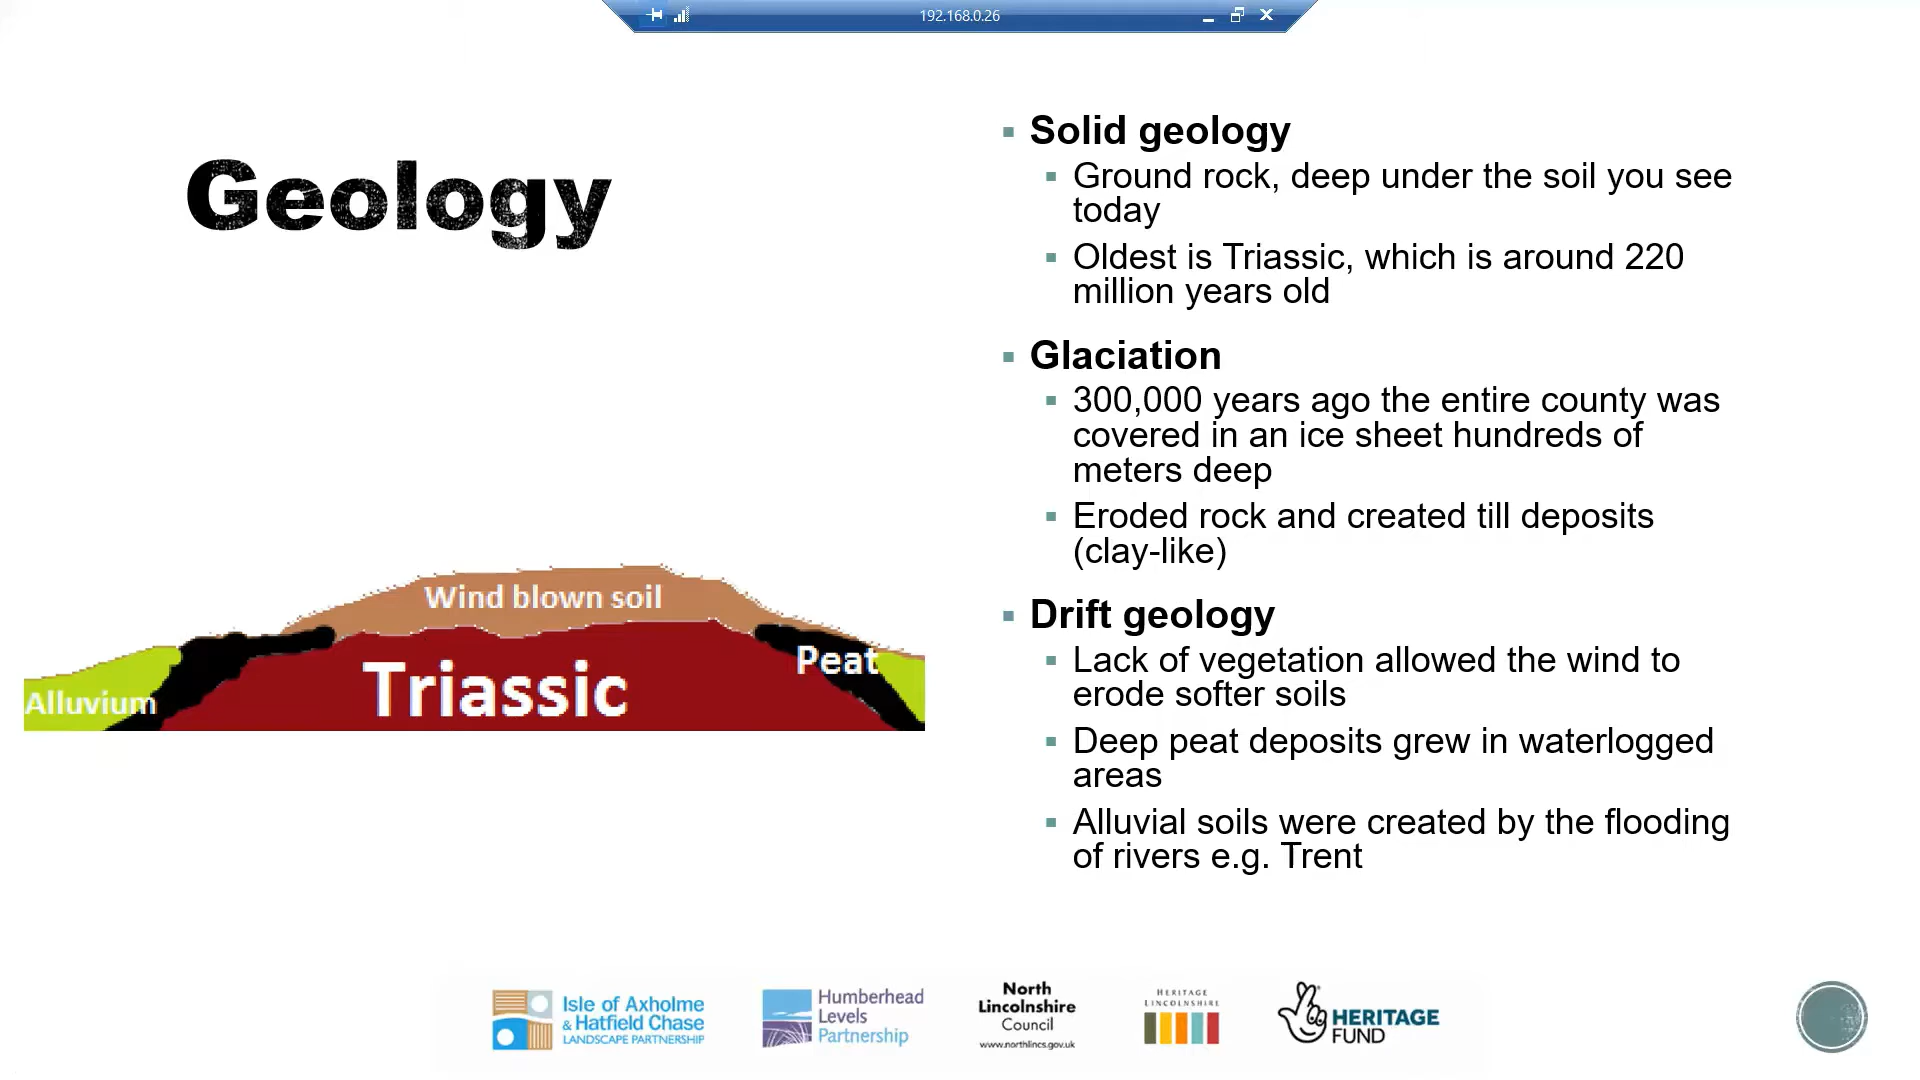 192.168.0.26
Geology
Solid geology
Ground rock, deep under the soil you see
today
Oldest is Triassic, which is around 220
million years old
Glaciation
300,000 years ago the entire county was
covered in an ice sheet hundreds of
meters deep
Eroded rock and created till deposits
(clay-like)
Drift geology
Lack of vegetation allowed the wind to
erode softer soils
Deep peat deposits grew in waterlogged
areas
Alluvial soils were created by the flooding
of rivers e.g. Trent
Wind blown soil
Peat
Triassic
Alluvium
Isle of Axholme
& Hatfield Chase
LANDSCAPE PARTNERSHIP
Humberhead
Levels
Partnership
North
Lincolnshire
Council
www.northlincs.gov.uk
HERITAGE
LINCOLNSHIRE
HERITAGE
FUND